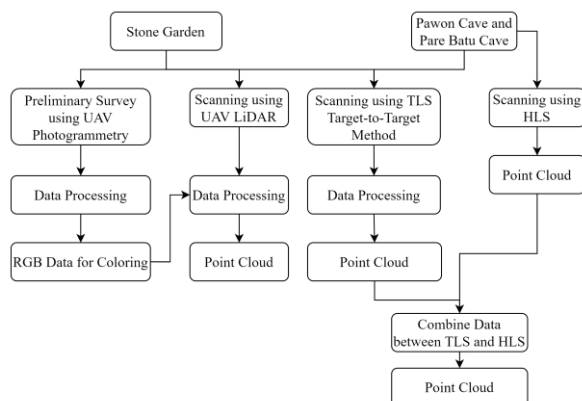 Stone Garden
Pawon Cave and
Pare Batu Cave
Preliminary Survey
using UAV
Photogrammetry
Scanning using
UAV LiDAR
Scanning using TLS
Target-to-Target
Method
Scanning using
HLS
Data Processing
Data Processing
Data Processing
Point Cloud
RGB Data for Coloring
Point Cloud
Point Cloud
Combine Data
between TLS and HLS
Point Cloud